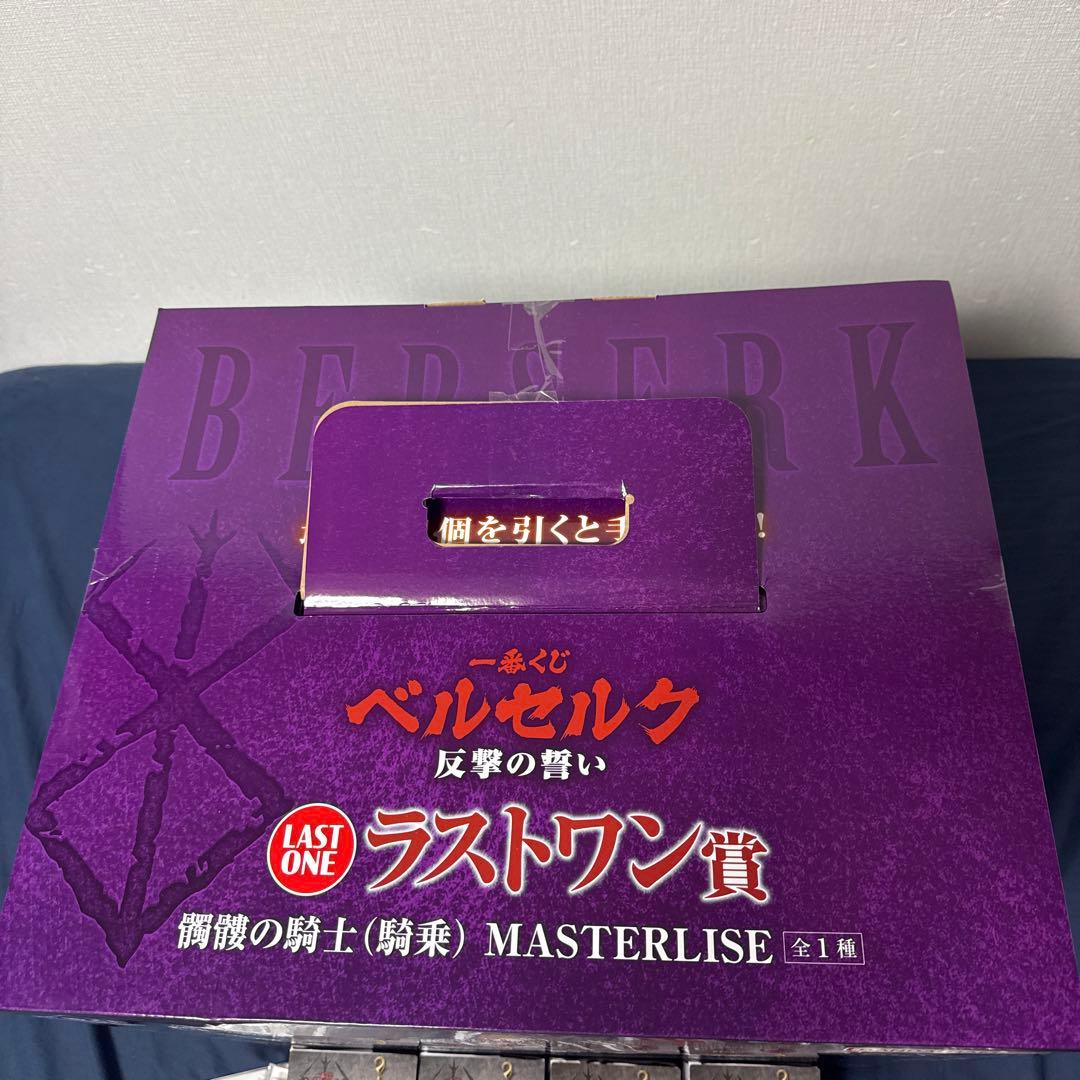 BERSERK
個を引くと手
!
一番くじ
ベルセルク
反撃の誓い
LAST
ONE
ラストワン賞
髑髏の騎士(騎乗) MASTERLISE 全1種